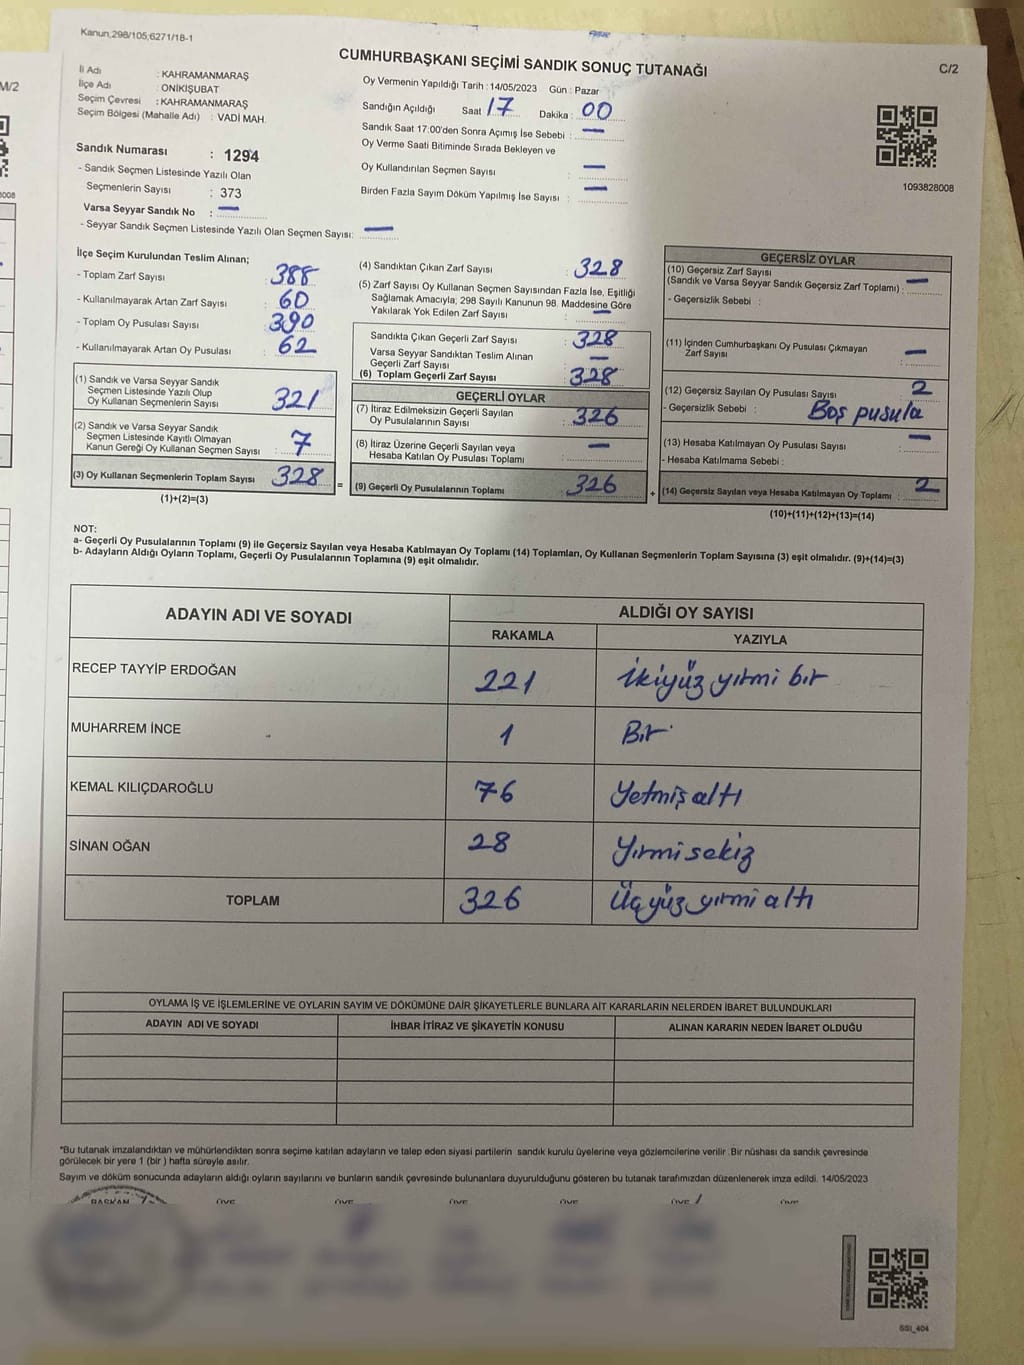 Kanun;298/105;6271/18-1
CUMHURBAŞKANI SEÇİMİ SANDIK SONUÇ TUTANAĞI
C/2
M/2
İl Adı : KAHRAMANMARAŞ
İlçe Adı : ONİKİŞUBAT
Seçim Çevresi : KAHRAMANMARAŞ
Seçim Bölgesi (Mahalle Adı) : VADİ MAH.
Sandık Numarası : 1294
- Sandık Seçmen Listesinde Yazılı Olan
Seçmenlerin Sayısı : 373
Varsa Seyyar Sandık No : —
- Seyyar Sandık Seçmen Listesinde Yazılı Olan Seçmen Sayısı: —
Oy Vermenin Yapıldığı Tarih : 14/05/2023 Gün : Pazar
Sandığın Açıldığı Saat 17 Dakika : 00
Sandık Saat 17:00'den Sonra Açımış İse Sebebi : —
Oy Verme Saati Bitiminde Sırada Bekleyen ve
Oy Kullandırılan Seçmen Sayısı : —
Birden Fazla Sayım Döküm Yapılmış İse Sayısı : —
1093828008
İlçe Seçim Kurulundan Teslim Alınan;
- Toplam Zarf Sayısı : 388
- Kullanılmayarak Artan Zarf Sayısı : 60
- Toplam Oy Pusulası Sayısı : 390
- Kullanılmayarak Artan Oy Pusulası : 62
(1) Sandık ve Varsa Seyyar Sandık
Seçmen Listesinde Yazılı Olup
Oy Kullanan Seçmenlerin Sayısı : 321
(2) Sandık ve Varsa Seyyar Sandık
Seçmen Listesinde Kayıtlı Olmayan
Kanun Gereği Oy Kullanan Seçmen Sayısı : 7
(3) Oy Kullanan Seçmenlerin Toplam Sayısı : 328
(1)+(2)=(3)
=
(4) Sandıktan Çıkan Zarf Sayısı : 328
(5) Zarf Sayısı Oy Kullanan Seçmen Sayısından Fazla İse, Eşitliği
Sağlamak Amacıyla; 298 Sayılı Kanunun 98. Maddesine Göre
Yakılarak Yok Edilen Zarf Sayısı : —
Sandıkta Çıkan Geçerli Zarf Sayısı : 328
Varsa Seyyar Sandıktan Teslim Alınan
Geçerli Zarf Sayısı : —
(6) Toplam Geçerli Zarf Sayısı : 328
GEÇERLİ OYLAR
(7) İtiraz Edilmeksizin Geçerli Sayılan
Oy Pusulalarının Sayısı : 326
(8) İtiraz Üzerine Geçerli Sayılan veya
Hesaba Katılan Oy Pusulası Toplamı : —
(9) Geçerli Oy Pusulalarının Toplamı : 326
+
GEÇERSİZ OYLAR
(10) Geçersiz Zarf Sayısı
(Sandık ve Varsa Seyyar Sandık Geçersiz Zarf Toplamı) : —
- Geçersizlik Sebebi :
(11) İçinden Cumhurbaşkanı Oy Pusulası Çıkmayan
Zarf Sayısı : —
(12) Geçersiz Sayılan Oy Pusulası Sayısı : 2
- Geçersizlik Sebebi : Boş pusula
(13) Hesaba Katılmayan Oy Pusulası Sayısı : —
- Hesaba Katılmama Sebebi :
(14) Geçersiz Sayılan veya Hesaba Katılmayan Oy Toplamı : 2
(10)+(11)+(12)+(13)=(14)
NOT:
a- Geçerli Oy Pusulalarının Toplamı (9) ile Geçersiz Sayılan veya Hesaba Katılmayan Oy Toplamı (14) Toplamları, Oy Kullanan Seçmenlerin Toplam Sayısına (3) eşit olmalıdır. (9)+(14)=(3)
b- Adayların Aldığı Oyların Toplamı, Geçerli Oy Pusulalarının Toplamına (9) eşit olmalıdır.
ADAYIN ADI VE SOYADI
ALDIĞI OY SAYISI
RAKAMLA YAZIYLA
RECEP TAYYİP ERDOĞAN 221 İkiyüz yirmi bir
MUHARREM İNCE 1 Bir
KEMAL KILIÇDAROĞLU 76 Yetmiş altı
SİNAN OĞAN 28 Yirmi sekiz
TOPLAM 326 Üçyüz yirmi altı
OYLAMA İŞ VE İŞLEMLERİNE VE OYLARIN SAYIM VE DÖKÜMÜNE DAİR ŞİKAYETLERLE BUNLARA AİT KARARLARIN NELERDEN İBARET BULUNDUKLARI
ADAYIN ADI VE SOYADI İHBAR İTİRAZ VE ŞİKAYETİN KONUSU ALINAN KARARIN NEDEN İBARET OLDUĞU
*Bu tutanak imzalandıktan ve mühürlendikten sonra seçime katılan adayların ve talep eden siyasi partilerin sandık kurulu üyelerine veya gözlemcilerine verilir .Bir nüshası da sandık çevresinde
görülecek bir yere 1 (bir ) hafta süreyle asılır.
Sayım ve döküm sonucunda adayların aldığı oyların sayılarını ve bunların sandık çevresinde bulunanlara duyurulduğunu gösteren bu tutanak tarafımızdan düzenlenerek imza edildi. 14/05/2023
BAŞKAN ÜYE ÜYE ÜYE ÜYE ÜYE ÜYE
SSI_404